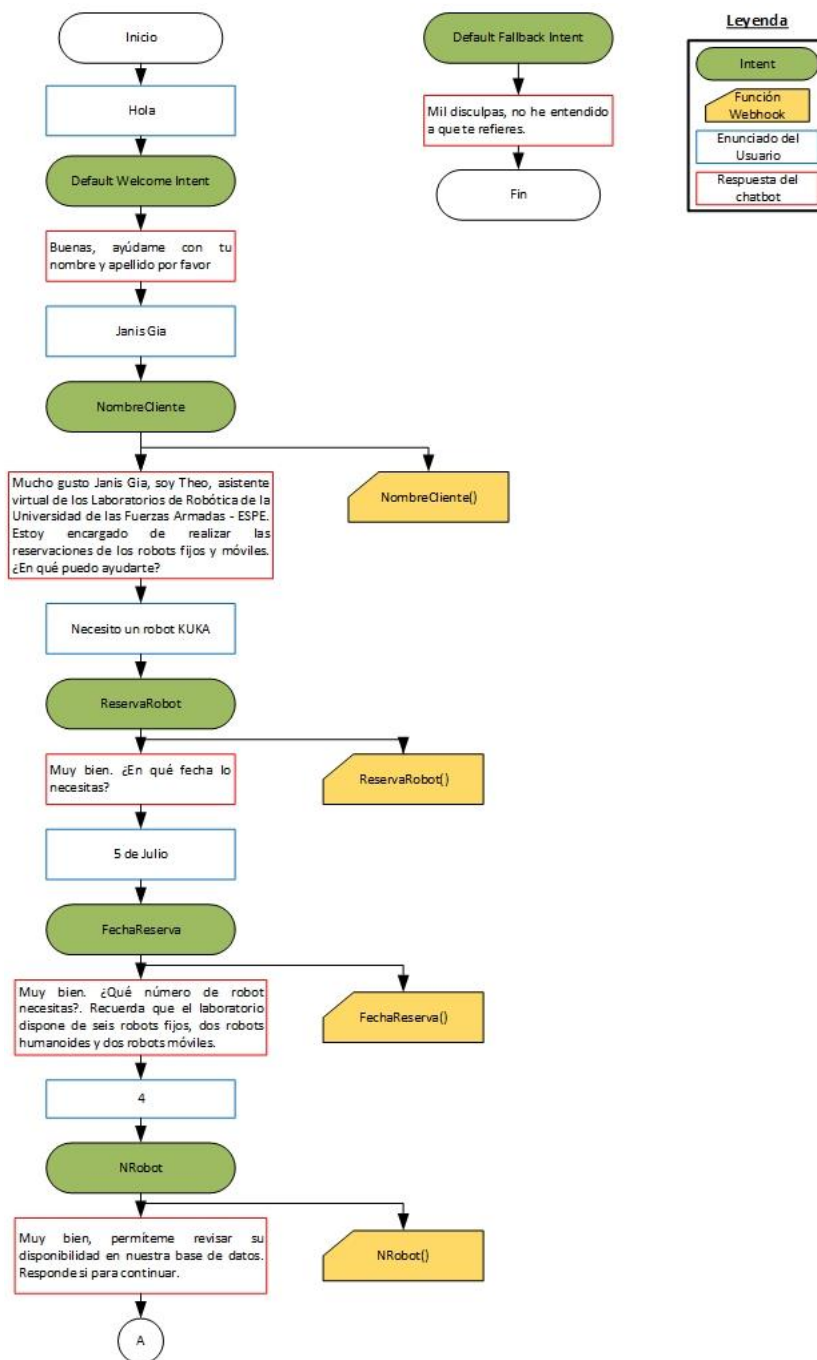 Inicio
Hola
Default Welcome Intent
Buenas, ayúdame con tu
nombre y apellido por favor
Janis Gia
NombreCliente
Mucho gusto Janis Gia, soy Theo, asistente
virtual de los Laboratorios de Robótica de la
Universidad de las Fuerzas Armadas - ESPE.
Estoy encargado de realizar las
reservaciones de los robots fijos y móviles.
¿En qué puedo ayudarte?
NombreCliente()
Necesito un robot KUKA
ReservaRobot
Muy bien. ¿En qué fecha lo
necesitas?
ReservaRobot()
5 de Julio
FechaReserva
Muy bien. ¿Qué número de robot
necesitas?. Recuerda que el laboratorio
dispone de seis robots fijos, dos robots
humanoides y dos robots móviles.
FechaReserva()
4
NRobot
Muy bien, permíteme revisar su
disponibilidad en nuestra base de datos.
Responde si para continuar.
NRobot()
A
Default Fallback Intent
Mil disculpas, no he entendido
a que te refieres.
Fin
Leyenda
Intent
Función
Webhook
Enunciado del
Usuario
Respuesta del
chatbot